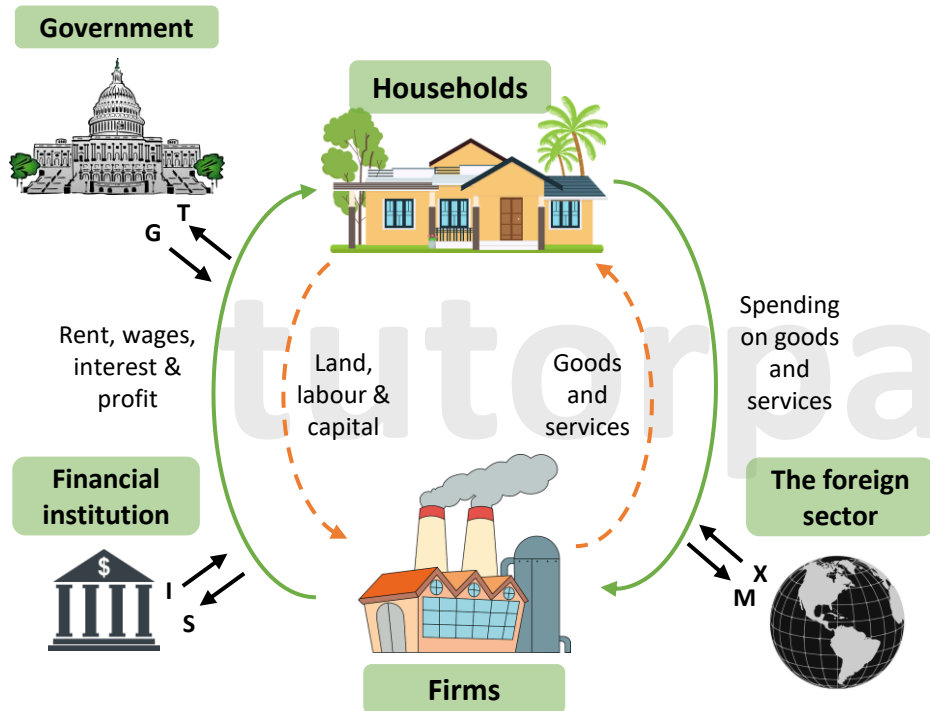 Government
Households
T
G
Rent, wages,
interest &
profit
Land,
labour &
capital
Goods
and
services
Spending
on goods
and
services
tutorpa
Financial
institution
$
I
S
The foreign
sector
X
M
Firms